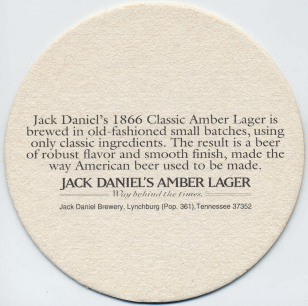 Jack Daniel's 1866 Classic Amber Lager is
brewed in old-fashioned small batches, using
only classic ingredients. The result is a beer
of robust flavor and smooth finish, made the
way American beer used to be made.
JACK DANIEL'S AMBER LAGER
Way behind the times.
Jack Daniel Brewery, Lynchburg (Pop. 361), Tennessee 37352